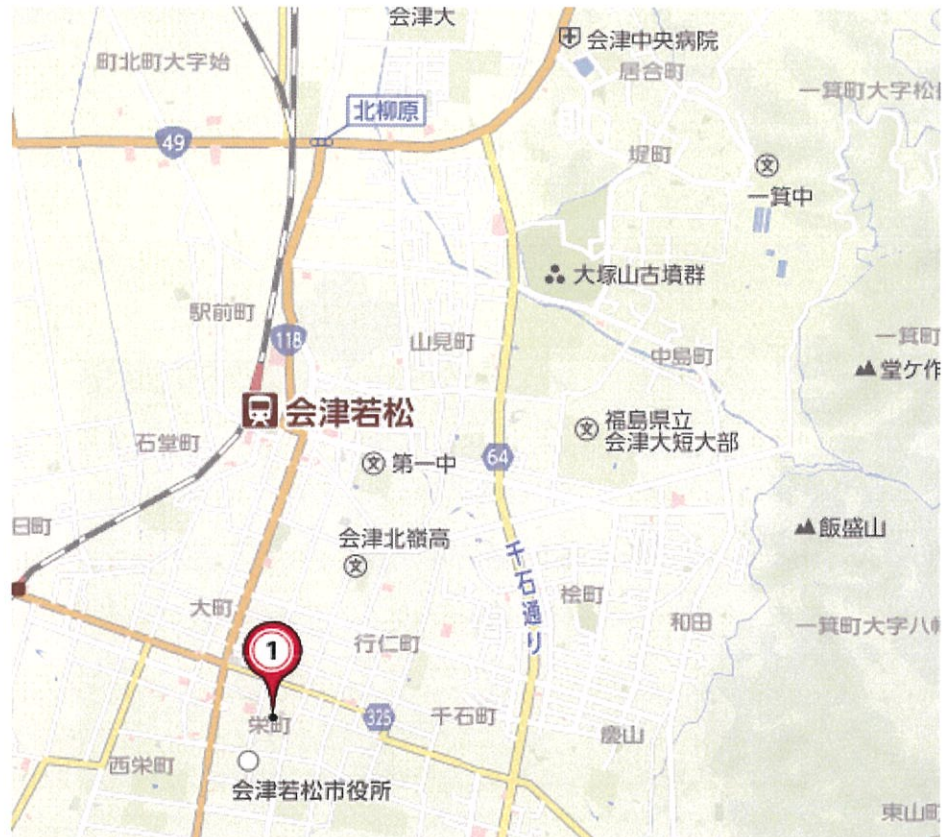 会津大
会津中央病院
町北町大字始
居合町
一箕町大字松
北柳原
49
堤町
一箕中
大塚山古墳群
駅前町
118
山見町
中島町
一箕町
堂ケ作
会津若松
石堂町
福島県立
会津大短大部
第一中
64
日町
会津北嶺高
飯盛山
千石通り
大町
桧町
和田
一箕町大字八幡
行仁町
1
栄町
325
千石町
慶山
西栄町
会津若松市役所
東山町